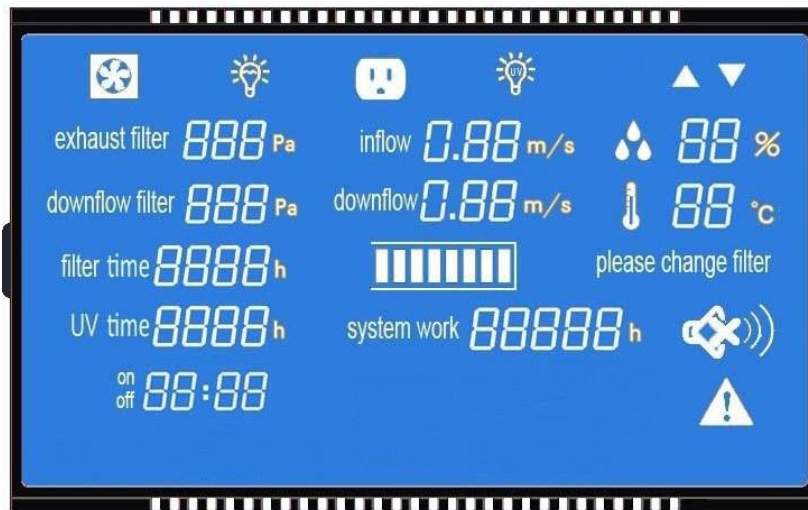 UV
exhaust filter 888 Pa inflow 0.88 m/s 88 %
downflow filter 888 Pa downflow 0.88 m/s 88 °C
filter time 8888 h please change filter
UV time 8888 h system work 88888 h
on
off 88:88